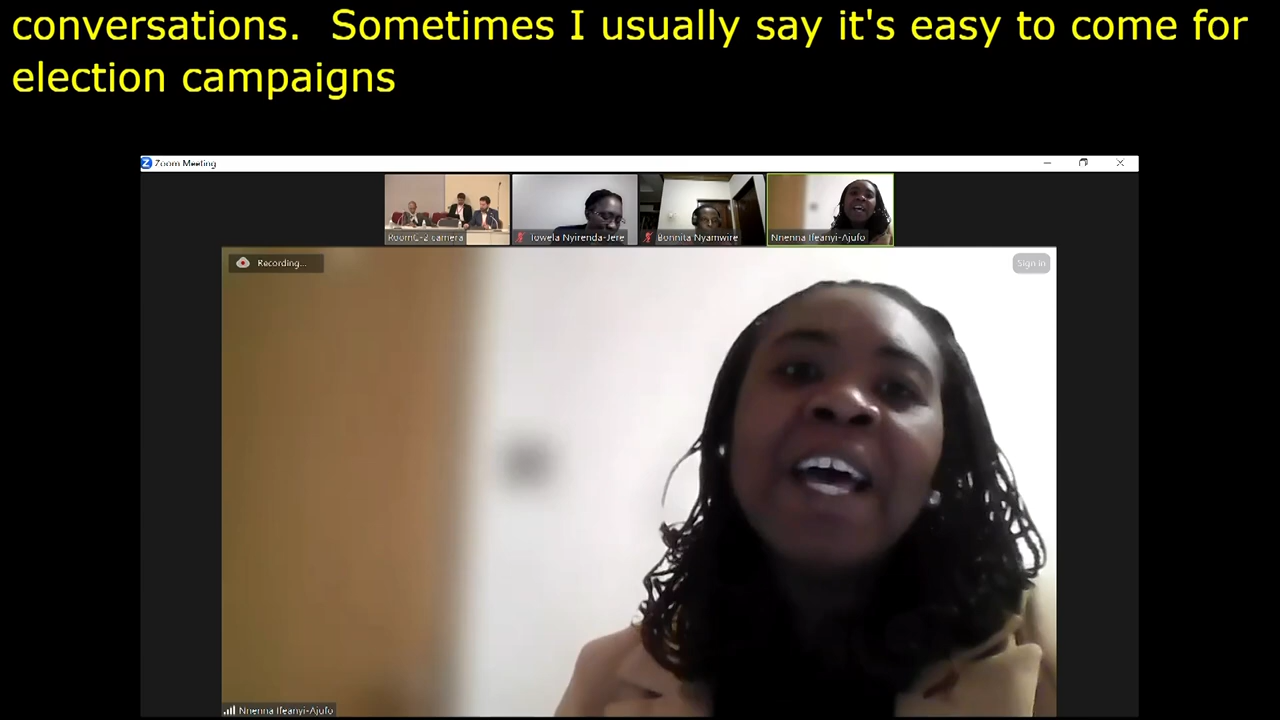 conversations.  Sometimes I usually say it's easy to come for
election campaigns
Zoom Meeting
RoomC-2 camera
Towela Nyirenda-Jere
Bonnita Nyamwire
Nnenna Ifeanyi-Ajufo
Recording...
Sign in
Nnenna Ifeanyi-Ajufo